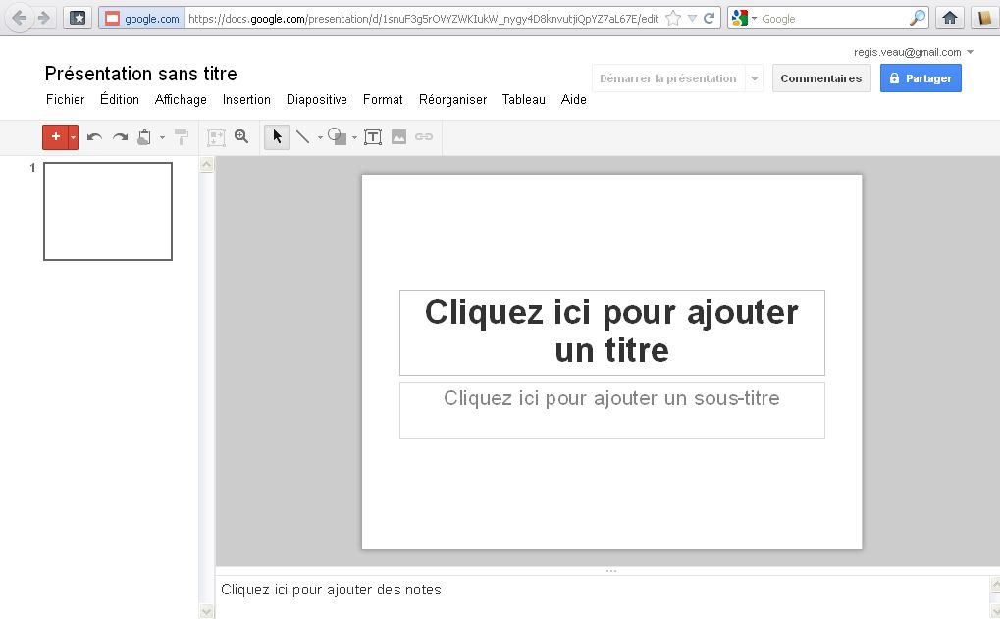 google.com https://docs.google.com/presentation/d/1snuF3g5rOVYZWKIukW_nygy4D8knvutjiQpYZ7aL67E/edit Google
regis.veau@gmail.com
Présentation sans titre
Démarrer la présentation Commentaires Partager
Fichier Édition Affichage Insertion Diapositive Format Réorganiser Tableau Aide
1
Cliquez ici pour ajouter
un titre
Cliquez ici pour ajouter un sous-titre
Cliquez ici pour ajouter des notes